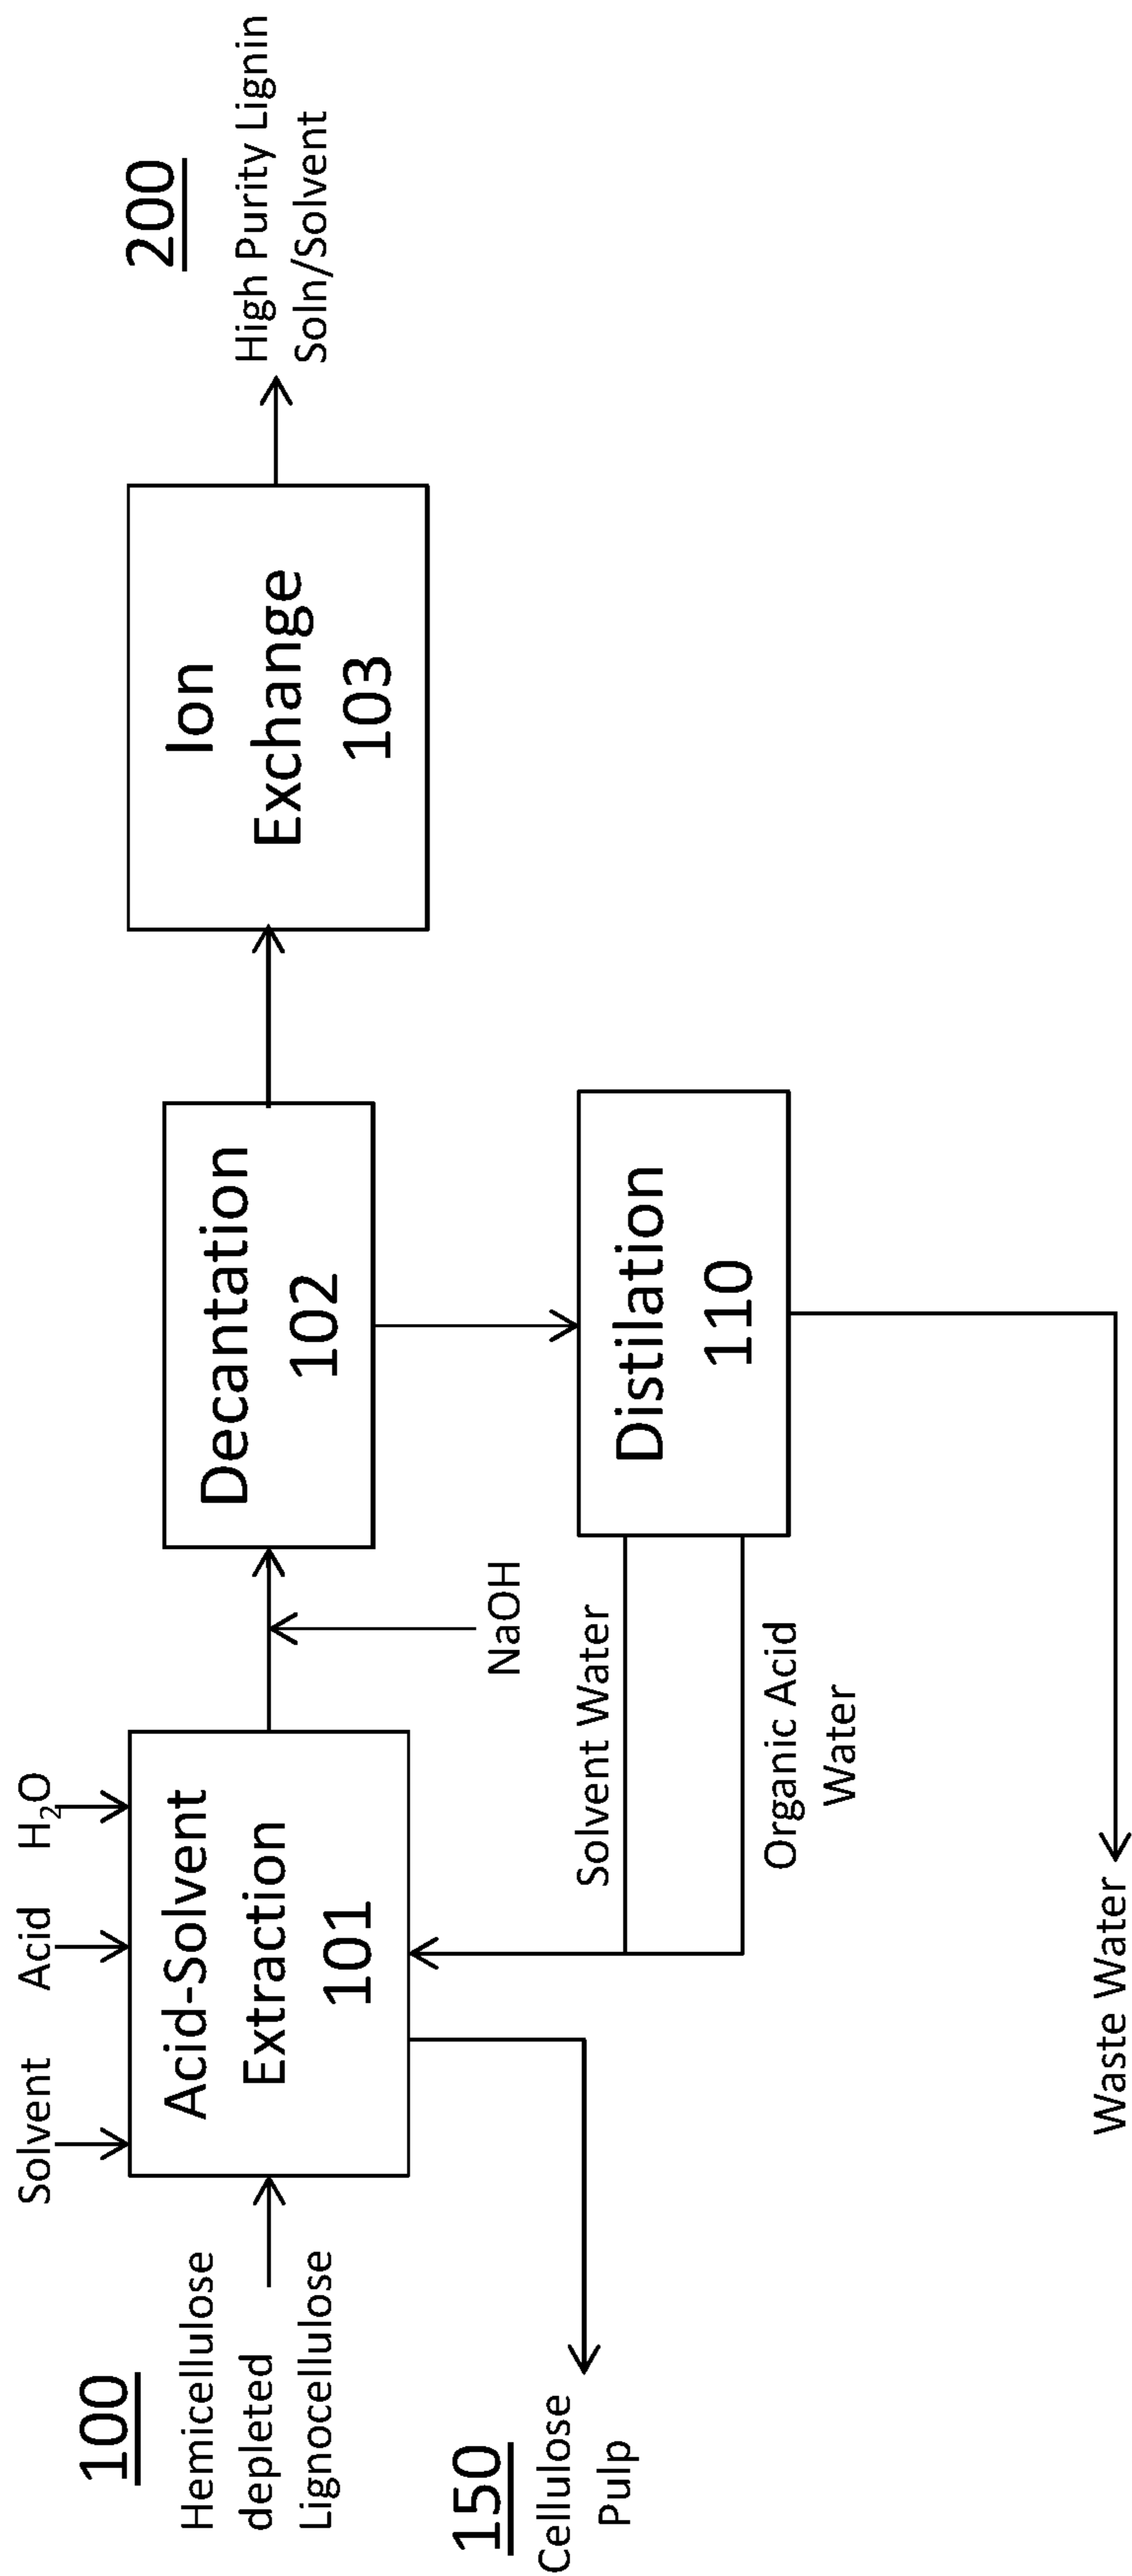 Solvent
Acid
H₂O
100
Hemicellulose
depleted
Lignocellulose
Acid-Solvent
Extraction
101
NaOH
Decantation
102
Ion
Exchange
103
200
High Purity Lignin
Soln/Solvent
150
Cellulose
Pulp
Solvent Water
Organic Acid
Water
Distilation
110
Waste Water